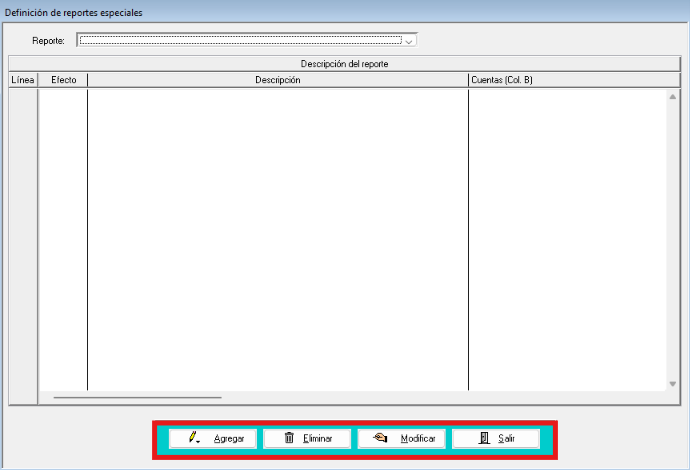 Definición de reportes especiales
Reporte:
Descripción del reporte
Línea Efecto Descripción Cuentas (Col. B)
Agregar Eliminar Modificar Salir